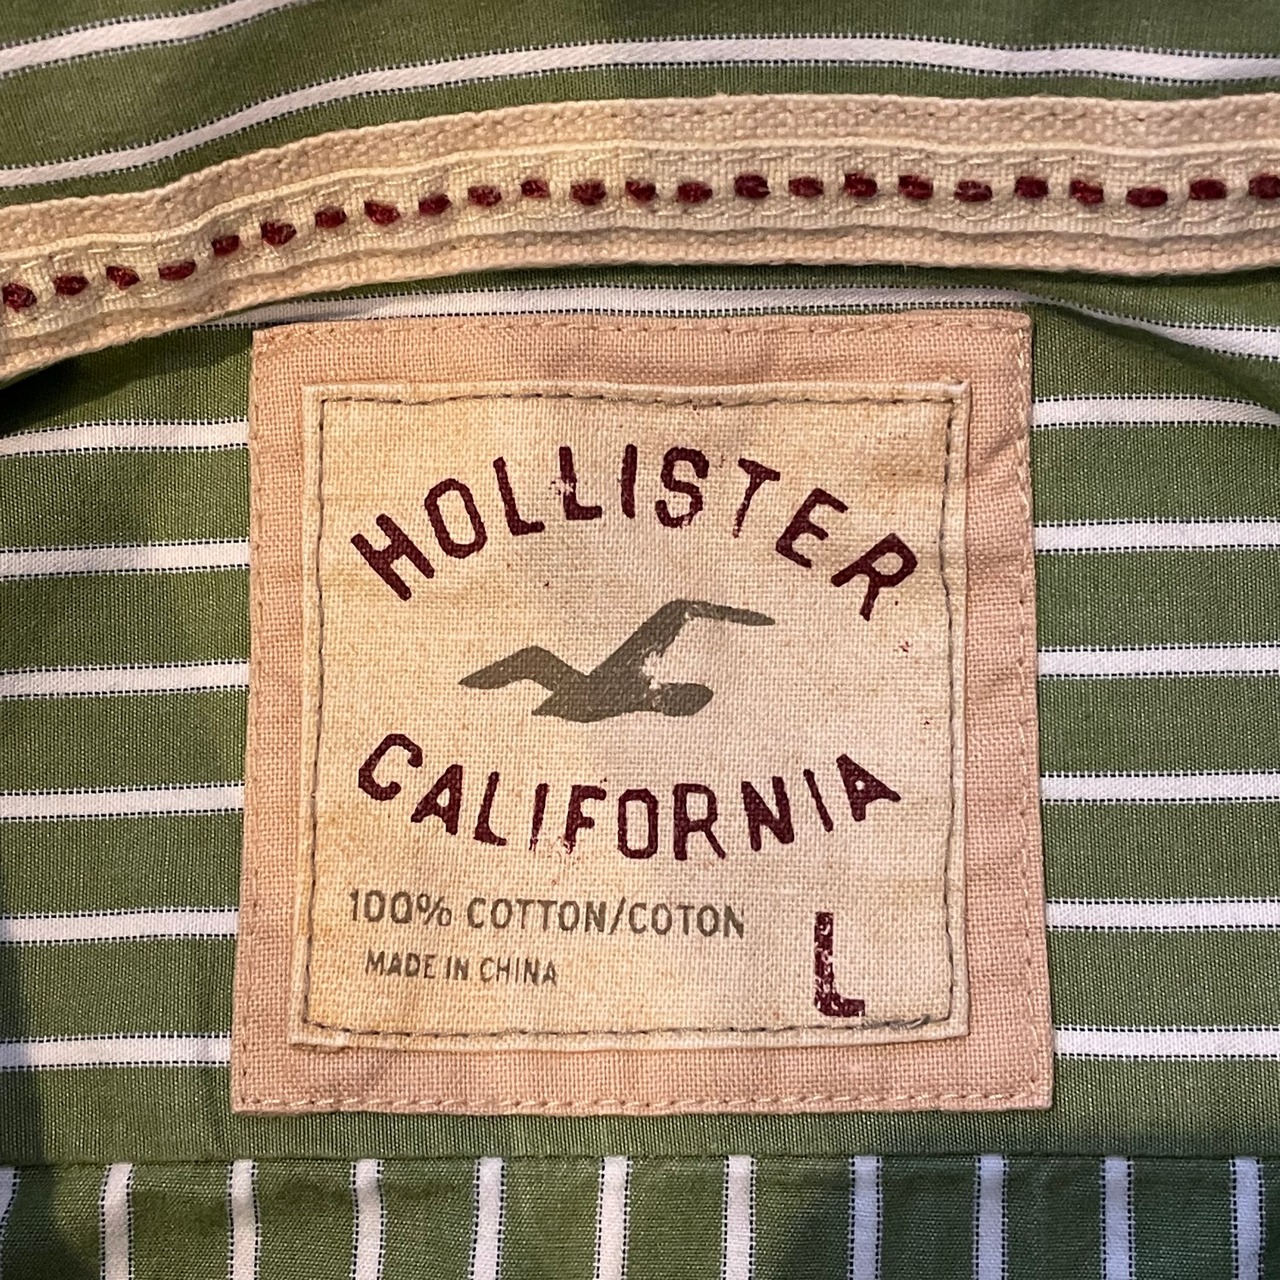 HOLLISTER
CALIFORNIA
100% COTTON/COTON
MADE IN CHINA
L